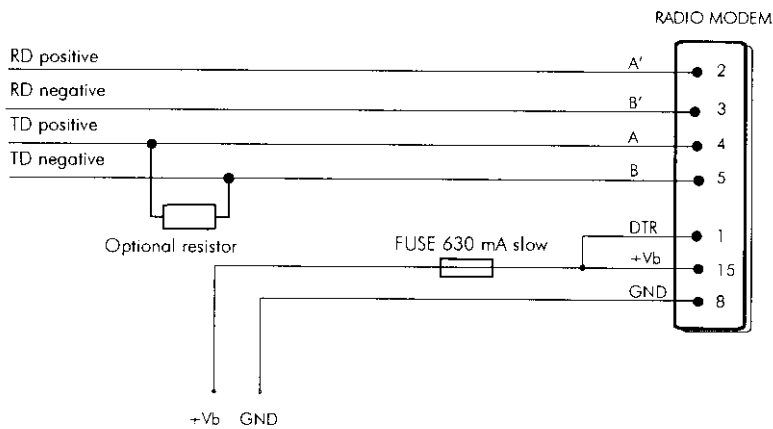 RADIO MODEM
RD positive
A'
2
RD negative
B'
3
TD positive
A
4
TD negative
B
5
Optional resistor
FUSE 630 mA slow
DTR
1
+Vb
15
GND
8
+Vb
GND